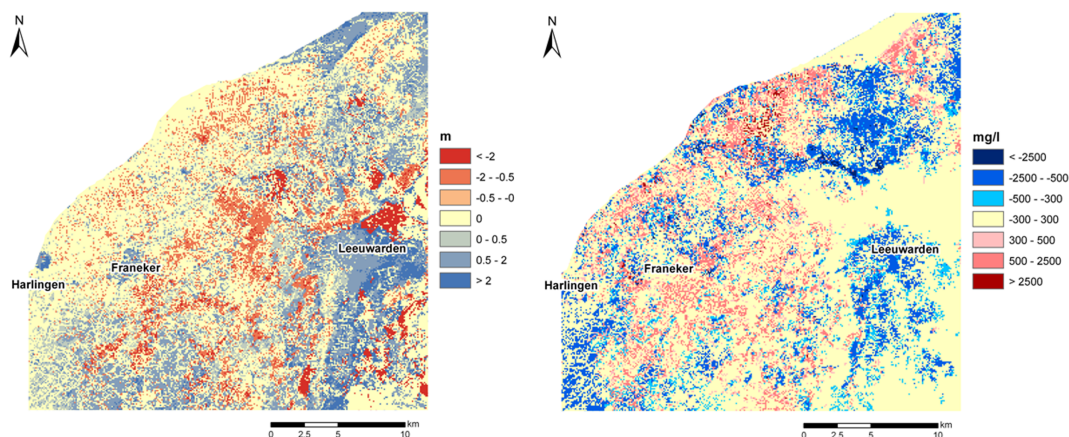 N
m
< -2
-2 - -0.5
-0.5 - -0
0
0 - 0.5
0.5 - 2
> 2
Leeuwarden
Franeker
Harlingen
km
0 2.5 5 10
N
mg/l
< -2500
-2500 - -500
-500 - -300
-300 - 300
300 - 500
500 - 2500
> 2500
Leeuwarden
Franeker
Harlingen
km
0 2.5 5 10